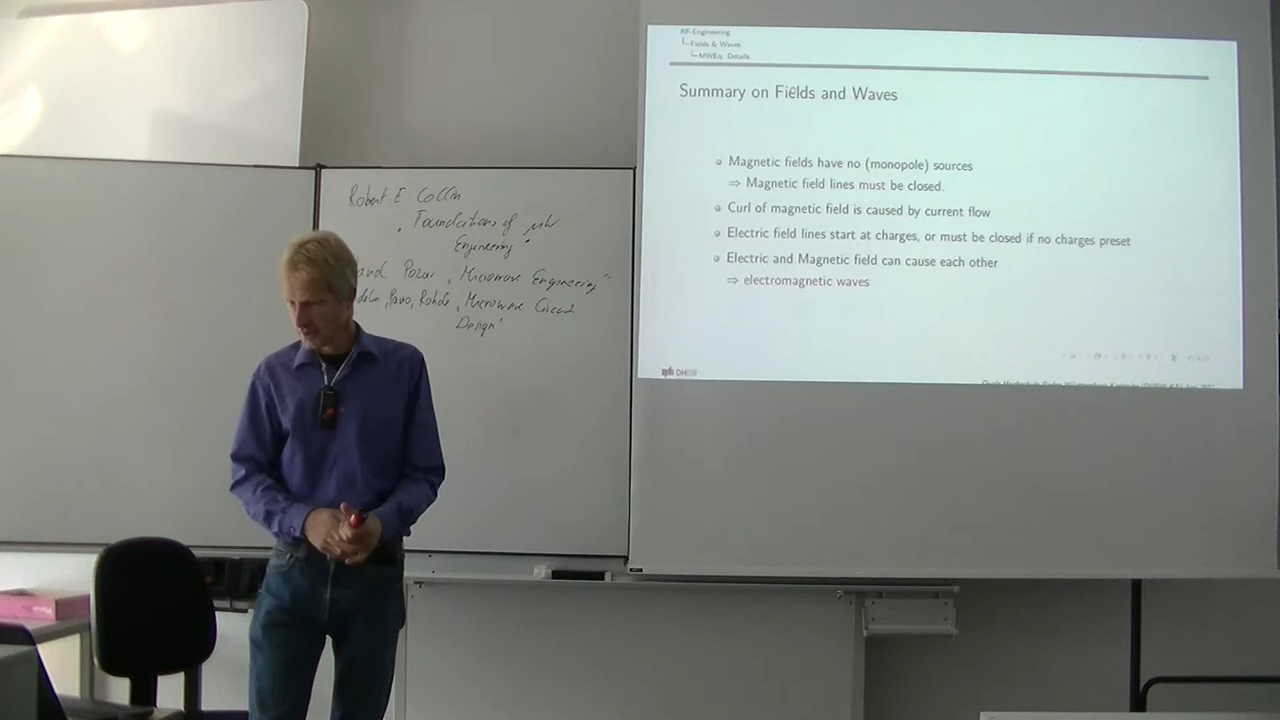 Robert E Collin
"Foundations of μW
Engineering"
Pozar, "Microwave Engineering"
Rohde, "Microwave Circuit
Design"
RF-Engineering
Fields & Waves
MWEq. Details
Summary on Fields and Waves
Magnetic fields have no (monopole) sources
⇒ Magnetic field lines must be closed.
Curl of magnetic field is caused by current flow
Electric field lines start at charges, or must be closed if no charges preset
Electric and Magnetic field can cause each other
⇒ electromagnetic waves
DHBW